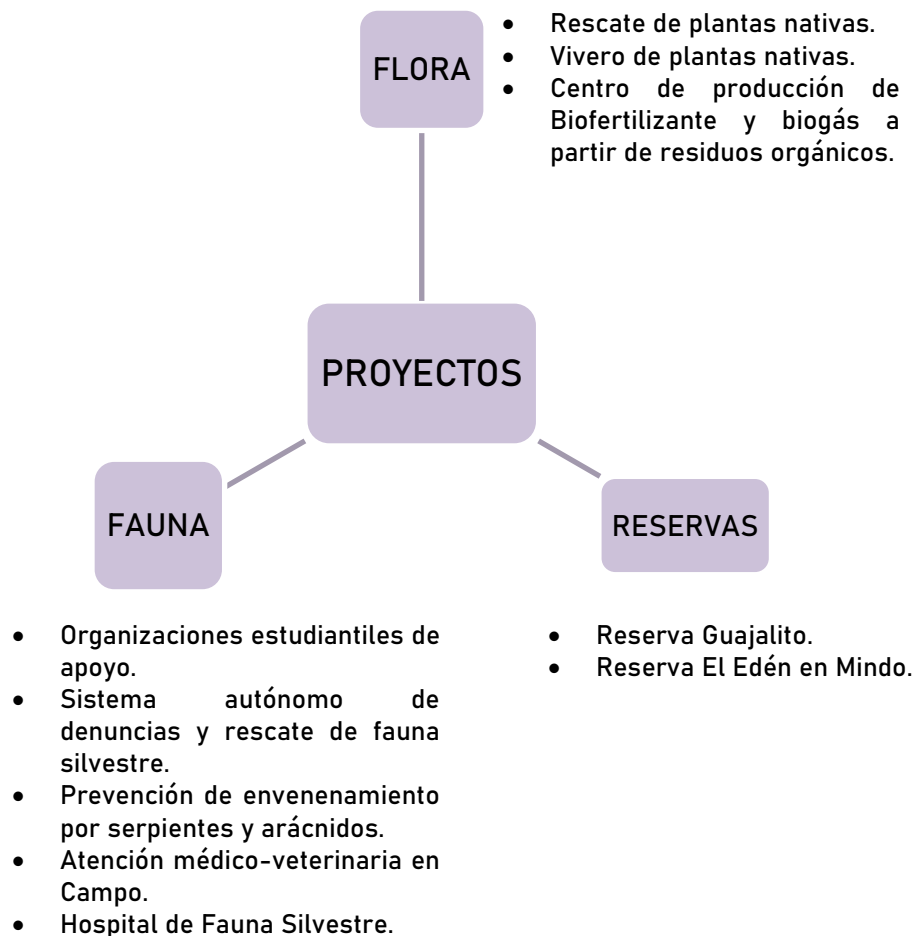 FLORA
• Rescate de plantas nativas.
• Vivero de plantas nativas.
• Centro de producción de
Biofertilizante y biogás a
partir de residuos orgánicos.
PROYECTOS
FAUNA
RESERVAS
• Organizaciones estudiantiles de
apoyo.
• Sistema autónomo de
denuncias y rescate de fauna
silvestre.
• Prevención de envenenamiento
por serpientes y arácnidos.
• Atención médico-veterinaria en
Campo.
• Hospital de Fauna Silvestre.
• Reserva Guajalito.
• Reserva El Edén en Mindo.